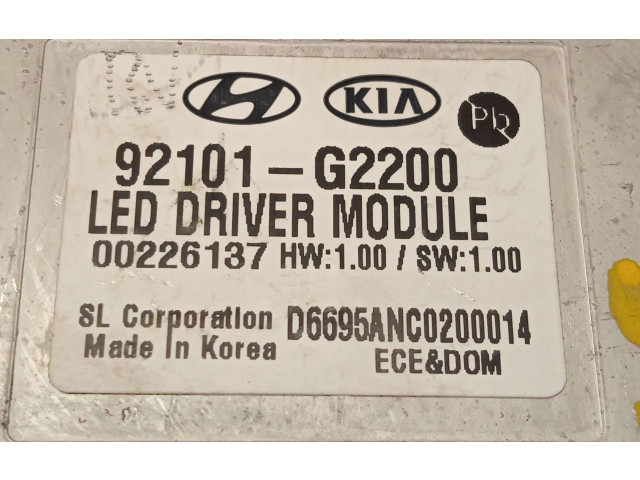 KIA
Pb
92101-G2200
LED DRIVER MODULE
00226137 HW:1.00 / SW:1.00
SL Corporation D6695ANC0200014
Made In Korea ECE&DOM